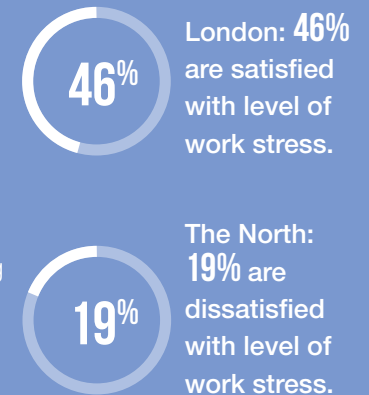 46%
London: 46%
are satisfied
with level of
work stress.
19%
The North:
19% are
dissatisfied
with level of
work stress.